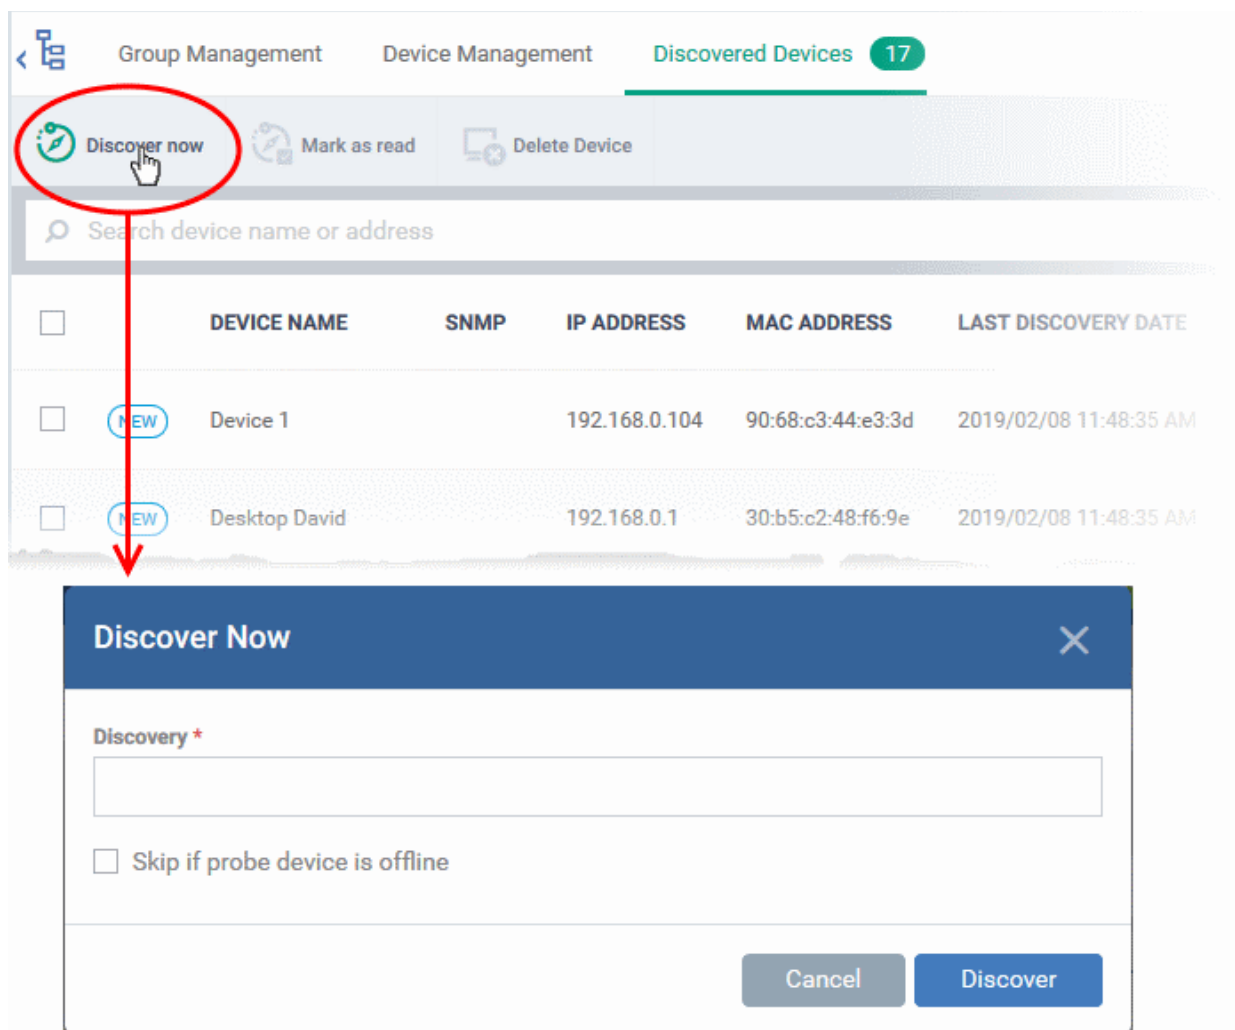 Group Management Device Management Discovered Devices 17
Discover now Mark as read Delete Device
Search device name or address
DEVICE NAME SNMP IP ADDRESS MAC ADDRESS LAST DISCOVERY DATE
NEW Device 1 192.168.0.104 90:68:c3:44:e3:3d 2019/02/08 11:48:35 AM
NEW Desktop David 192.168.0.1 30:b5:c2:48:f6:9e 2019/02/08 11:48:35 AM
Discover Now
Discovery *
Skip if probe device is offline
Cancel Discover